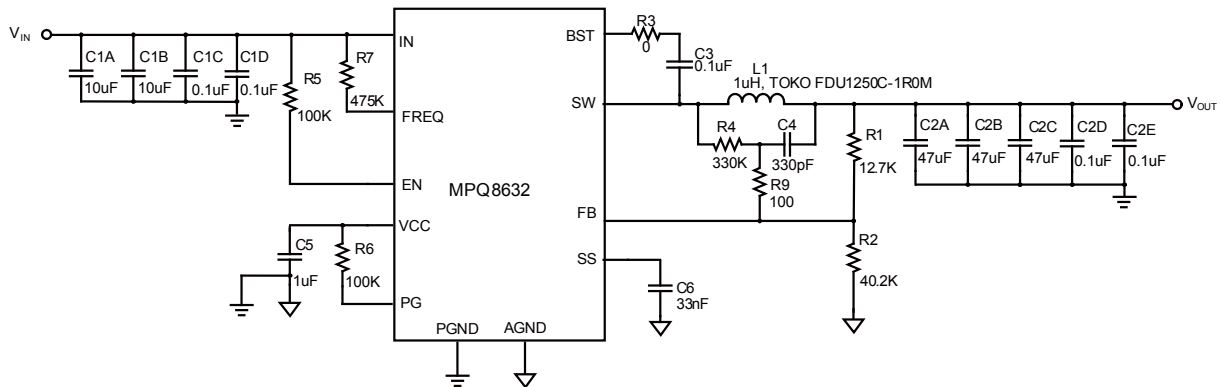 VIN
C1A
10uF
C1B
10uF
C1C
0.1uF
C1D
0.1uF
R5
100K
R7
475K
IN
FREQ
EN
VCC
PG
PGND
AGND
MPQ8632
BST
SW
FB
SS
C5
1uF
R6
100K
R3
0
C3
0.1uF
L1
1uH, TOKO FDU1250C-1R0M
R4
330K
C4
330pF
R9
100
R1
12.7K
R2
40.2K
C6
33nF
C2A
47uF
C2B
47uF
C2C
47uF
C2D
0.1uF
C2E
0.1uF
VOUT